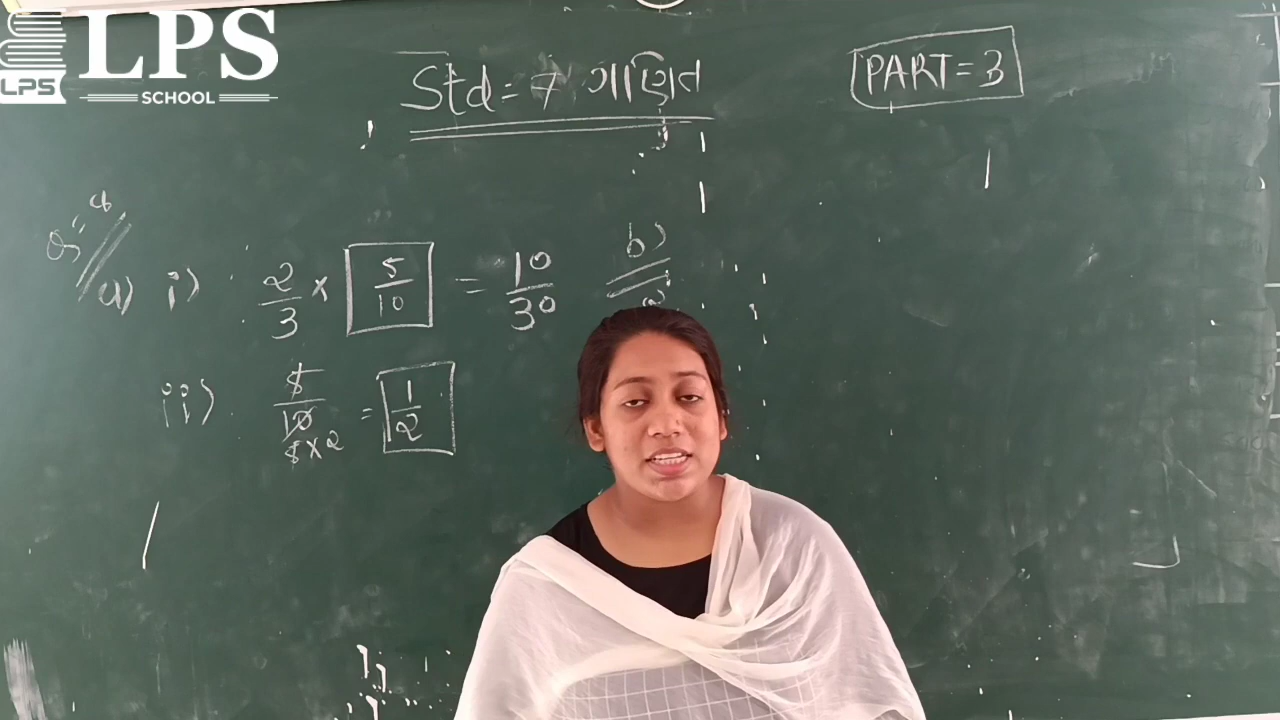 LPS
LPS
SCHOOL
Std = 7 ગણિત
PART = 3
a) i) 2/3 × 5/10 = 10/30
b)
ii) 5/10 = 1/2
5×2